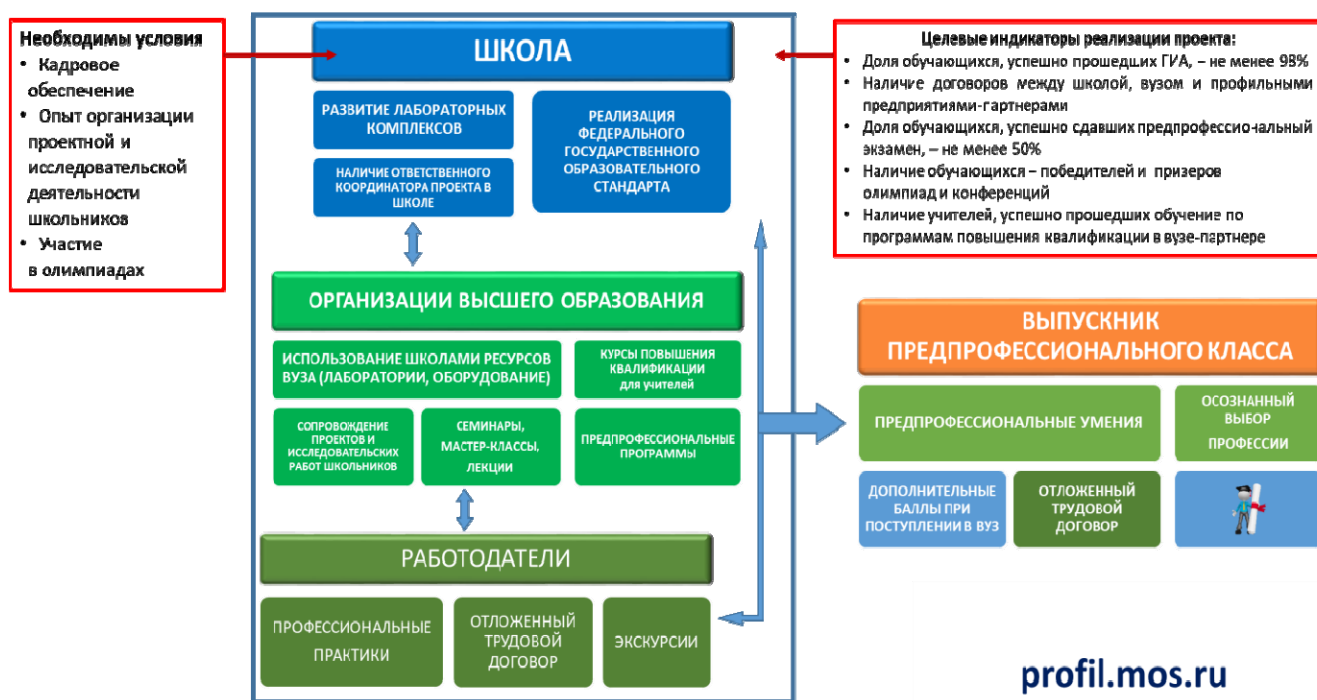 Необходимы условия
• Кадровое
обеспечение
• Опыт организации
проектной и
исследовательской
деятельности
школьников
• Участие
в олимпиадах
ШКОЛА
РАЗВИТИЕ ЛАБОРАТОРНЫХ
КОМПЛЕКСОВ
НАЛИЧИЕ ОТВЕТСТВЕННОГО
КООРДИНАТОРА ПРОЕКТА В
ШКОЛЕ
РЕАЛИЗАЦИЯ
ФЕДЕРАЛЬНОГО
ГОСУДАРСТВЕННОГО
ОБРАЗОВАТЕЛЬНОГО
СТАНДАРТА
Целевые индикаторы реализации проекта:
• Доля обучающихся, успешно прошедших ГИА, – не менее 98%
• Наличие договоров между школой, вузом и профильными
предприятиями-партнерами
• Доля обучающихся, успешно сдавших предпрофессиональный
экзамен, – не менее 50%
• Наличие обучающихся – победителей и призеров
олимпиад и конференций
• Наличие учителей, успешно прошедших обучение по
программам повышения квалификации в вузе-партнере
ОРГАНИЗАЦИИ ВЫСШЕГО ОБРАЗОВАНИЯ
ИСПОЛЬЗОВАНИЕ ШКОЛАМИ РЕСУРСОВ
ВУЗА (ЛАБОРАТОРИИ, ОБОРУДОВАНИЕ)
КУРСЫ ПОВЫШЕНИЯ
КВАЛИФИКАЦИИ
для учителей
СОПРОВОЖДЕНИЕ
ПРОЕКТОВ И
ИССЛЕДОВАТЕЛЬСКИХ
РАБОТ ШКОЛЬНИКОВ
СЕМИНАРЫ,
МАСТЕР-КЛАССЫ,
ЛЕКЦИИ
ПРЕДПРОФЕССИОНАЛЬНЫЕ
ПРОГРАММЫ
РАБОТОДАТЕЛИ
ПРОФЕССИОНАЛЬНЫЕ
ПРАКТИКИ
ОТЛОЖЕННЫЙ
ТРУДОВОЙ
ДОГОВОР
ЭКСКУРСИИ
ВЫПУСКНИК
ПРЕДПРОФЕССИОНАЛЬНОГО КЛАССА
ПРЕДПРОФЕССИОНАЛЬНЫЕ УМЕНИЯ
ОСОЗНАННЫЙ
ВЫБОР
ПРОФЕССИИ
ДОПОЛНИТЕЛЬНЫЕ
БАЛЛЫ ПРИ
ПОСТУПЛЕНИИ В ВУЗ
ОТЛОЖЕННЫЙ
ТРУДОВОЙ
ДОГОВОР
profil.mos.ru